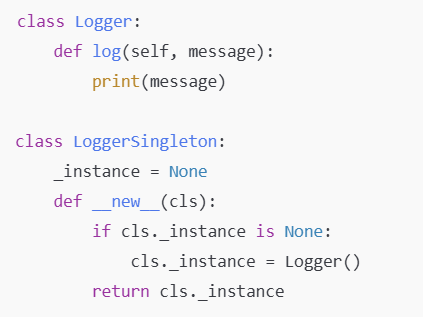 class Logger:
    def log(self, message):
        print(message)

class LoggerSingleton:
    _instance = None
    def __new__(cls):
        if cls._instance is None:
            cls._instance = Logger()
        return cls._instance